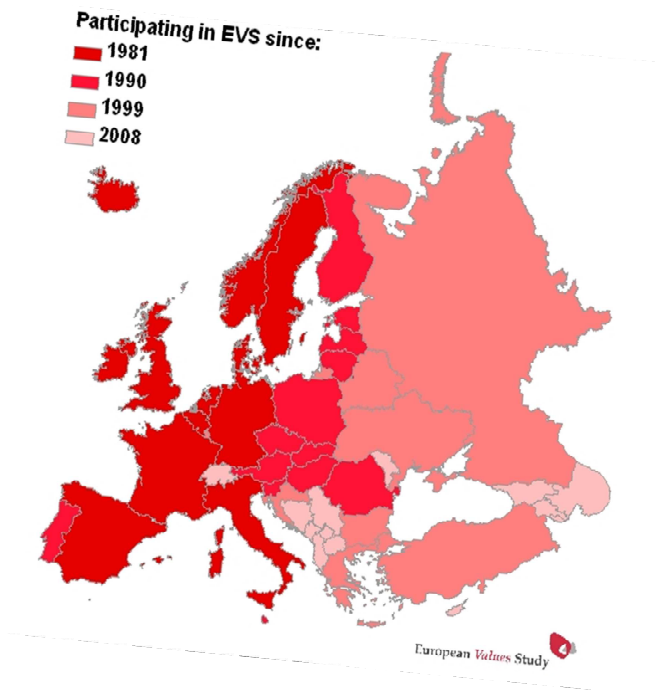 Participating in EVS since:
1981
1990
1999
2008
European Values Study